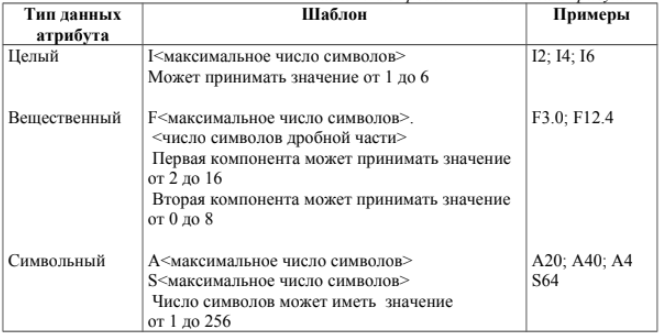 Тип данных атрибута Шаблон Примеры
Целый I<максимальное число символов> I2; I4; I6
Может принимать значение от 1 до 6
Вещественный F<максимальное число символов>. F3.0; F12.4
<число символов дробной части>
Первая компонента может принимать значение
от 2 до 16
Вторая компонента может принимать значение
от 0 до 8
Символьный A<максимальное число символов> A20; A40; A4
S<максимальное число символов> S64
Число символов может иметь значение
от 1 до 256